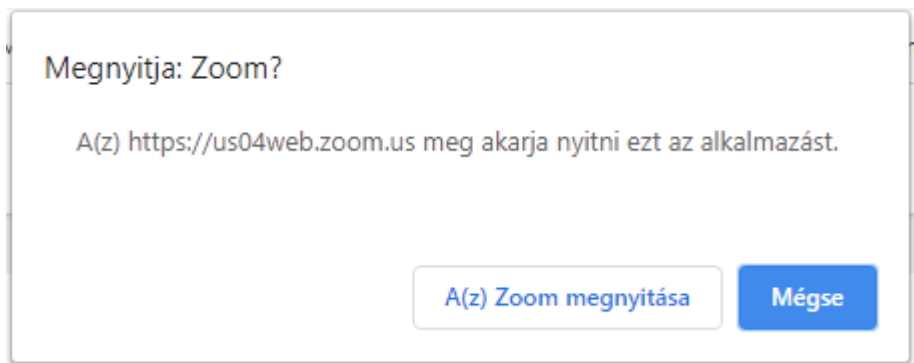 Megnyitja: Zoom?
A(z) https://us04web.zoom.us meg akarja nyitni ezt az alkalmazást.
A(z) Zoom megnyitása
Mégse